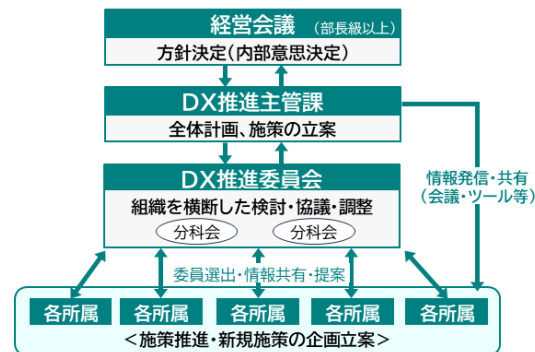 経営会議 (部長級以上)
方針決定(内部意思決定)
DX推進主管課
全体計画、施策の立案
DX推進委員会
組織を横断した検討・協議・調整
分科会 分科会
情報発信・共有
(会議・ツール等)
委員選出・情報共有・提案
各所属 各所属 各所属 各所属 各所属
<施策推進・新規施策の企画立案>